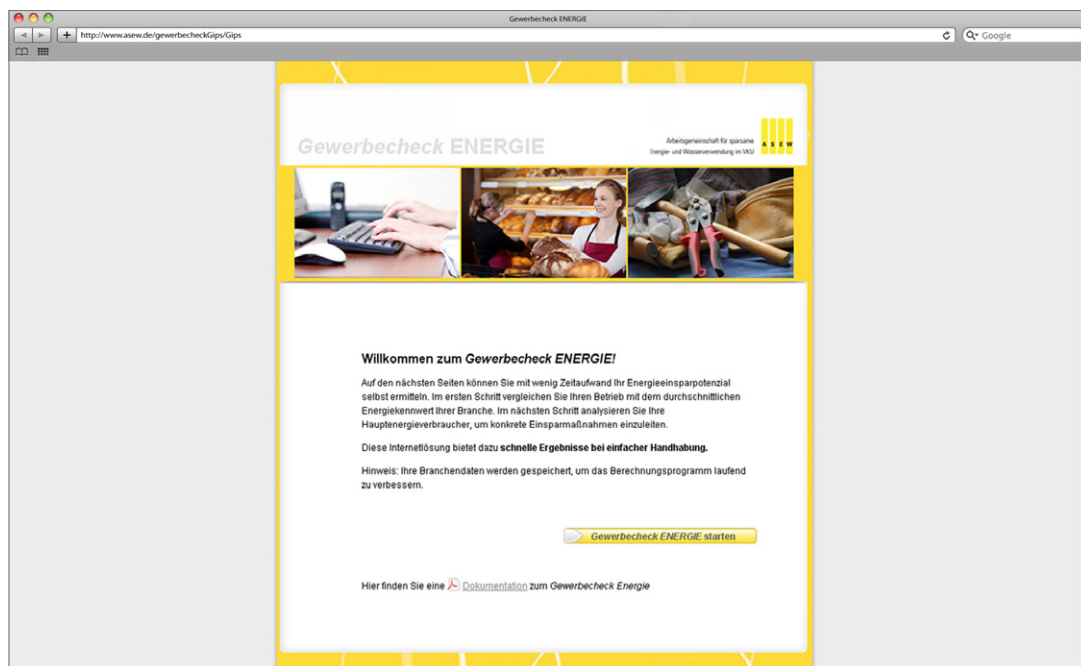 Gewerbecheck ENERGIE
http://www.asew.de/gewerbecheckGips/Gips
Google
Gewerbecheck ENERGIE
Arbeitsgemeinschaft für sparsame
Energie- und Wasserverwendung im VKU
ASEW
Willkommen zum Gewerbecheck ENERGIE!
Auf den nächsten Seiten können Sie mit wenig Zeitaufwand Ihr Energieeinsparpotenzial
selbst ermitteln. Im ersten Schritt vergleichen Sie Ihren Betrieb mit dem durchschnittlichen
Energiekennwert Ihrer Branche. Im nächsten Schritt analysieren Sie Ihre
Hauptenergieverbraucher, um konkrete Einsparmaßnahmen einzuleiten.
Diese Internetlösung bietet dazu schnelle Ergebnisse bei einfacher Handhabung.
Hinweis: Ihre Branchendaten werden gespeichert, um das Berechnungsprogramm laufend
zu verbessern.
Gewerbecheck ENERGIE starten
Hier finden Sie eine Dokumentation zum Gewerbecheck Energie